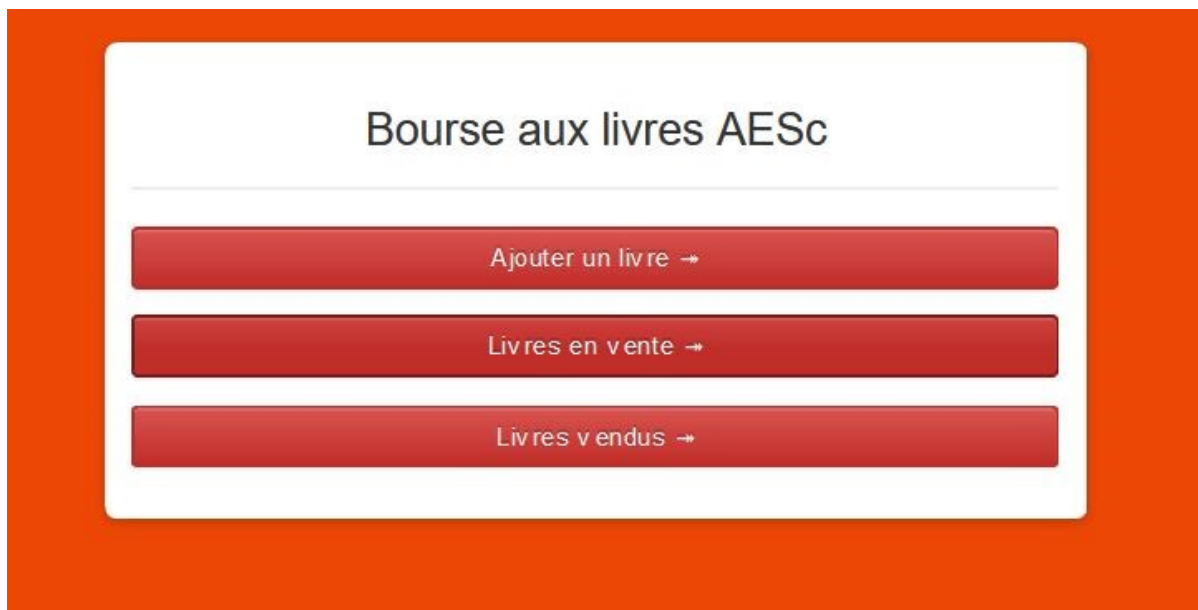 Bourse aux livres AESc
Ajouter un livre ↠
Livres en vente ↠
Livres vendus ↠